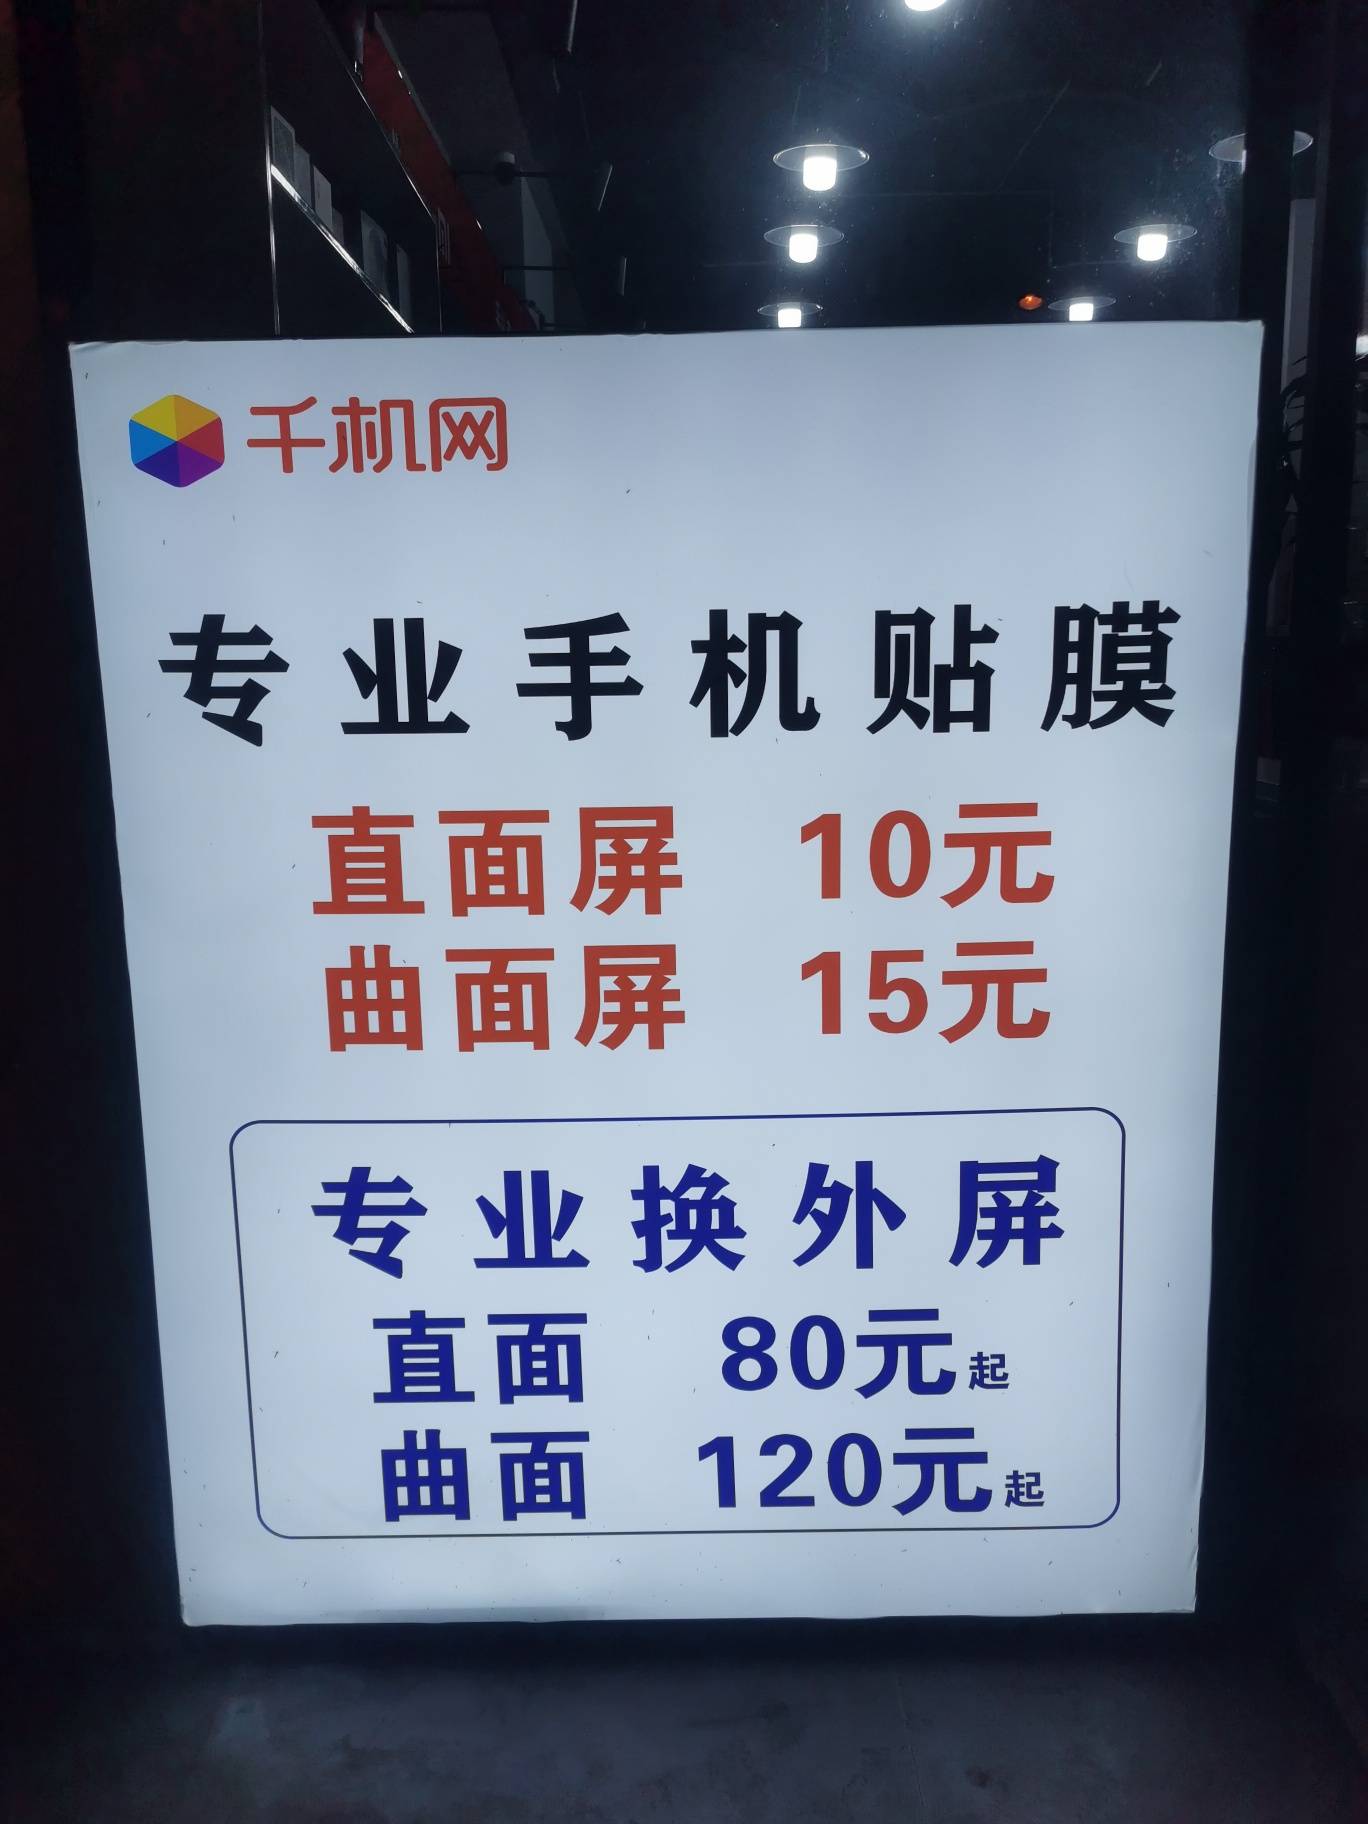 千机网
专业手机贴膜
直面屏 10元
曲面屏 15元
专业换外屏
直面 80元起
曲面 120元起